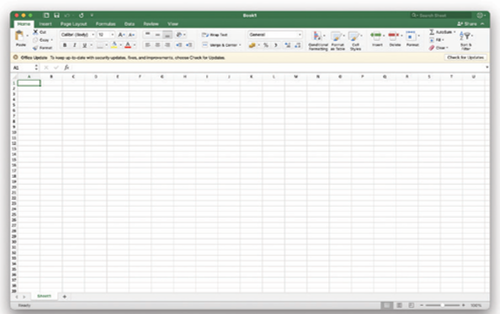 Book1
Search Sheet
Home Insert Page Layout Formulas Data Review View
Share
Paste
Cut
Copy
Format
Calibri (Body) 12
B I U
Wrap Text
Merge & Center
General
Conditional Formatting
Format as Table
Cell Styles
Insert
Delete
Format
AutoSum
Fill
Clear
Sort & Filter
Office Update To keep up-to-date with security updates, fixes, and improvements, choose Check for Updates.
Check for Updates
A1
fx
A B C D E F G H I J K L M N O P Q R S T U
1
2
3
4
5
6
7
8
9
10
11
12
13
14
15
16
17
18
19
20
21
22
23
24
25
26
27
28
29
30
31
32
33
34
35
36
37
38
39
Sheet1
Ready
100%